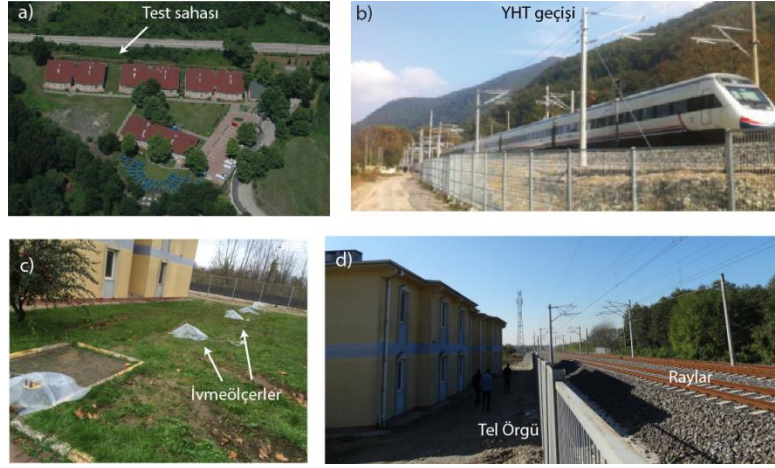 a)
Test sahası
b)
YHT geçişi
c)
İvmeölçerler
d)
Raylar
Tel Örgü